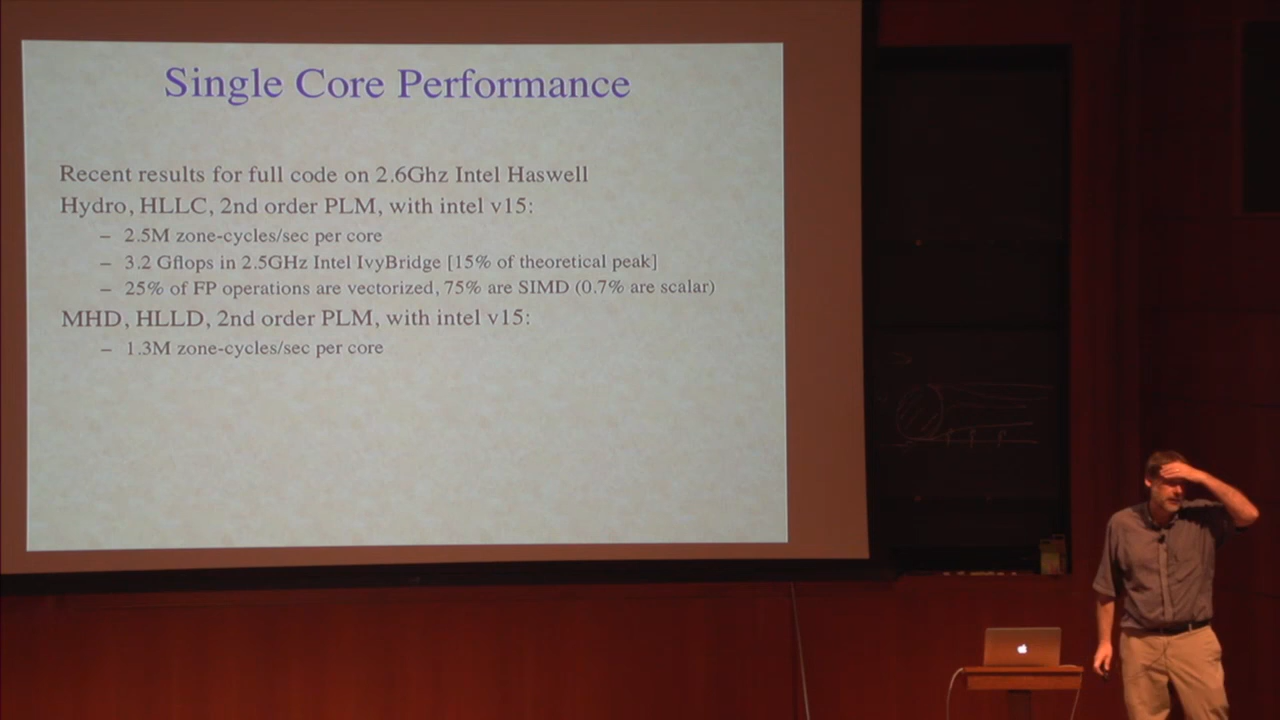 Single Core Performance
Recent results for full code on 2.6Ghz Intel Haswell
Hydro, HLLC, 2nd order PLM, with intel v15:
– 2.5M zone-cycles/sec per core
– 3.2 Gflops in 2.5GHz Intel IvyBridge [15% of theoretical peak]
– 25% of FP operations are vectorized, 75% are SIMD (0.7% are scalar)
MHD, HLLD, 2nd order PLM, with intel v15:
– 1.3M zone-cycles/sec per core